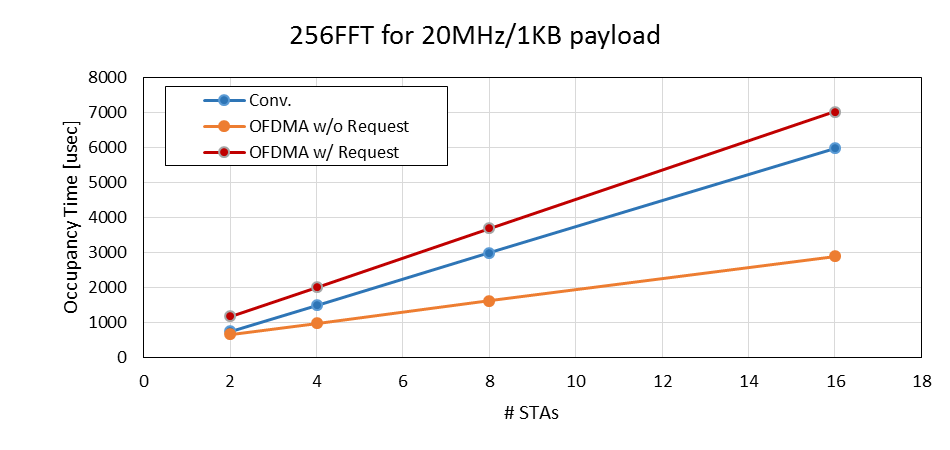 256FFT for 20MHz/1KB payload
8000
7000
6000
5000
4000
3000
2000
1000
0
Occupancy Time [usec]
Conv.
OFDMA w/o Request
OFDMA w/ Request
0 2 4 6 8 10 12 14 16 18
# STAs